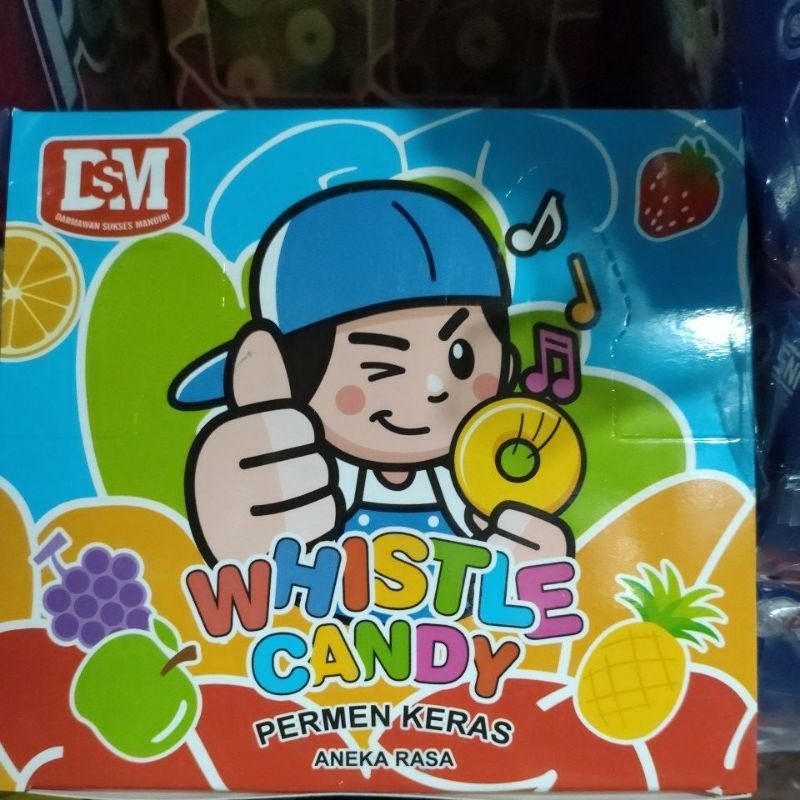 DSM
DARMAWAN SUKSES MANDIRI
WHISTLE
CANDY
PERMEN KERAS
ANEKA RASA